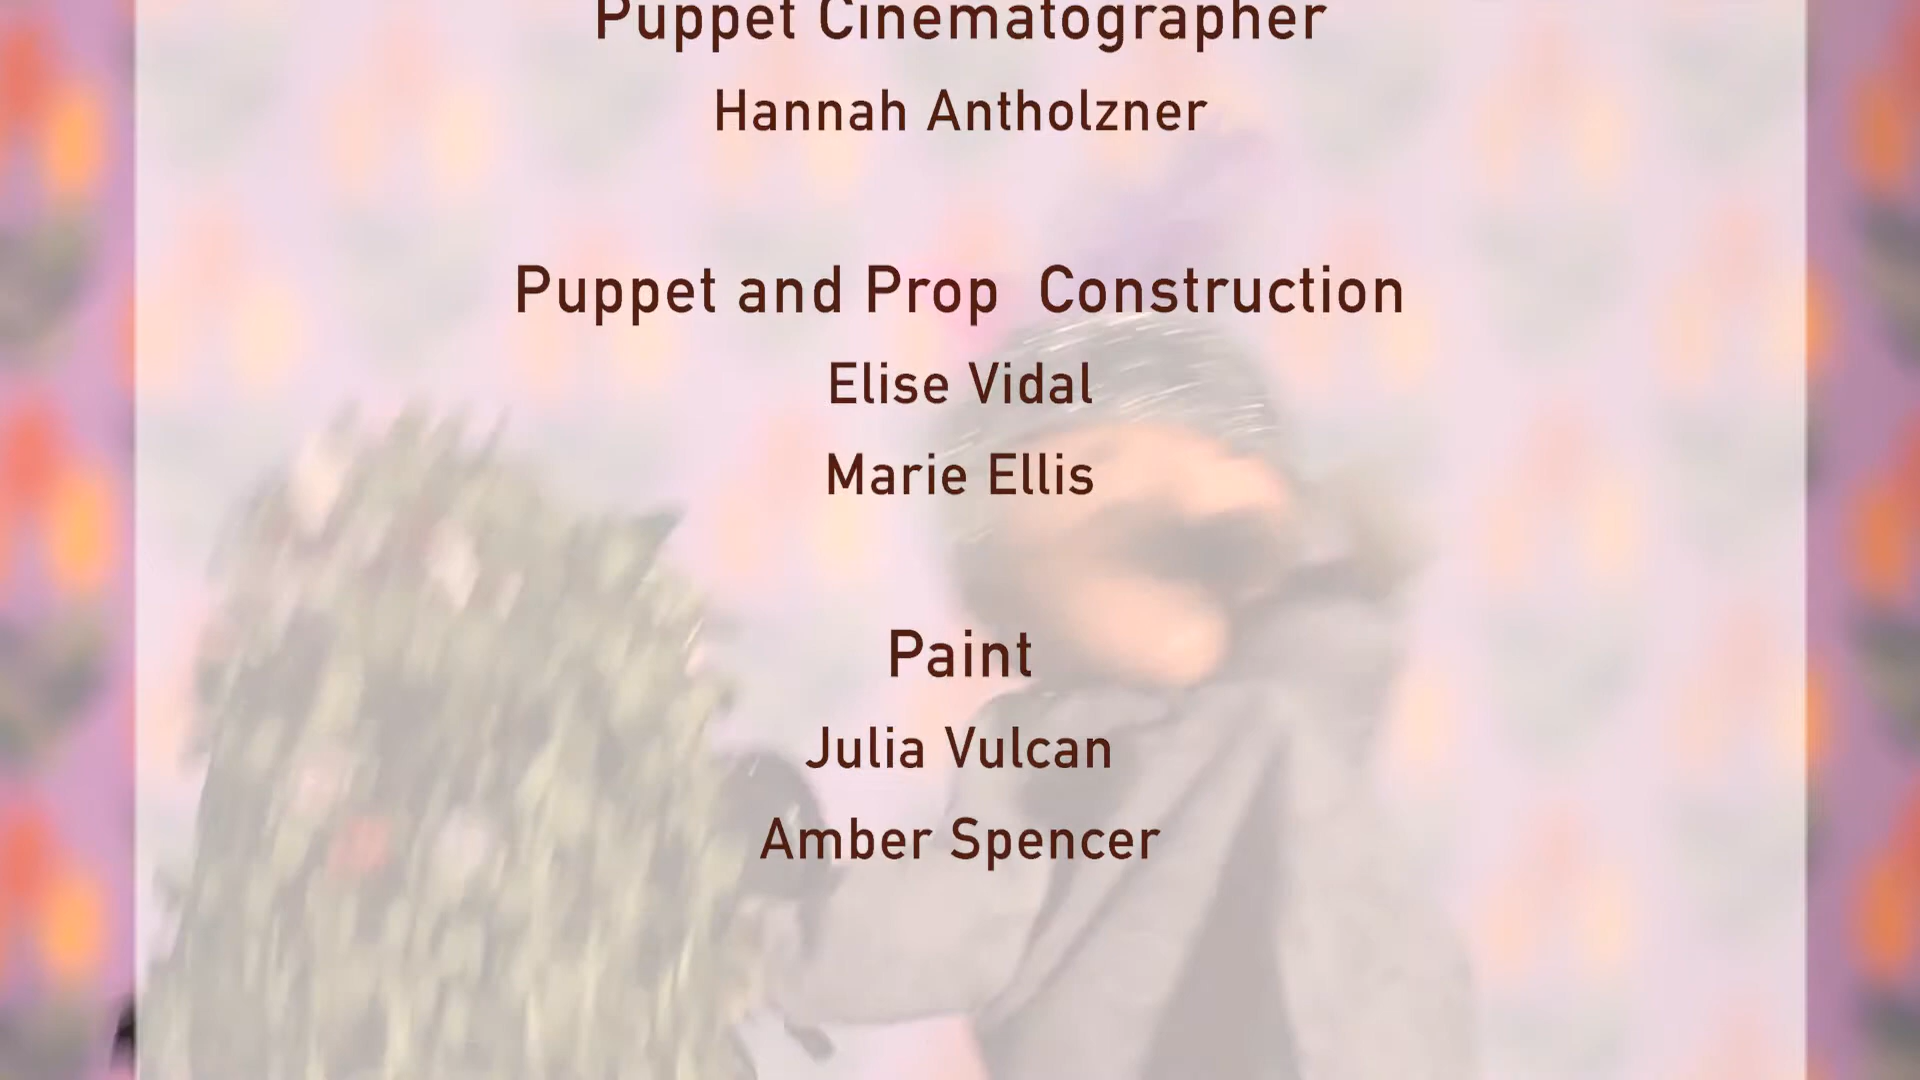 Puppet Cinematographer
Hannah Antholzner
Puppet and Prop  Construction
Elise Vidal
Marie Ellis
Paint
Julia Vulcan
Amber Spencer